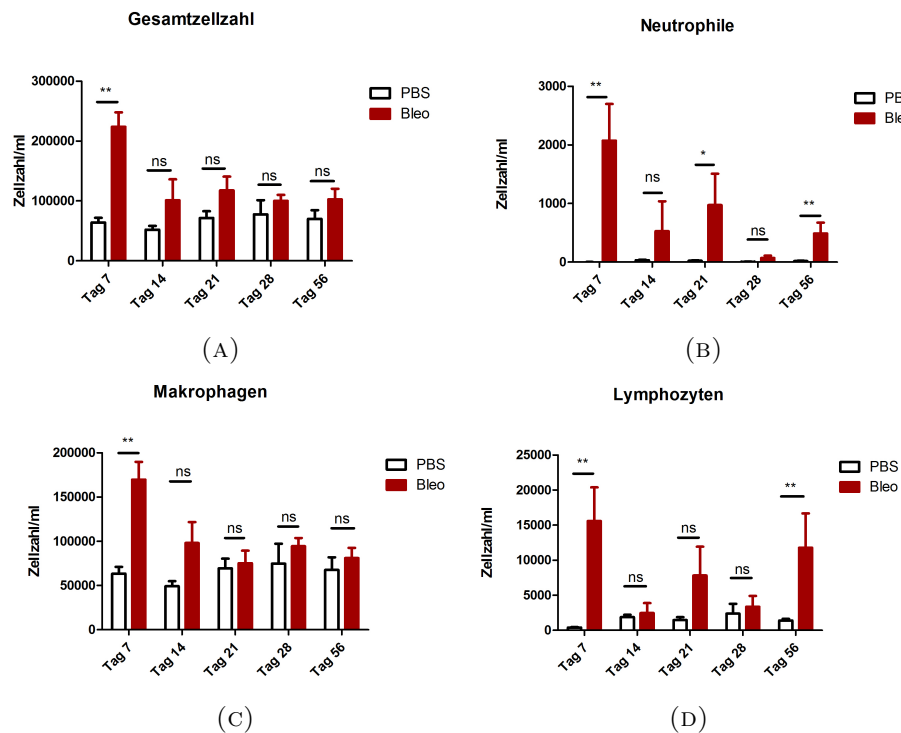 Gesamtzellzahl
Zellzahl/ml
300000
200000
100000
0
** ns ns ns ns
PBS
Bleo
Tag 7 Tag 14 Tag 21 Tag 28 Tag 56
(A)
Neutrophile
Zellzahl/ml
3000
2000
1000
0
** ns * ns **
PB
Ble
Tag 7 Tag 14 Tag 21 Tag 28 Tag 56
(B)
Makrophagen
Zellzahl/ml
200000
150000
100000
50000
0
** ns ns ns ns
PBS
Bleo
Tag 7 Tag 14 Tag 21 Tag 28 Tag 56
(C)
Lymphozyten
Zellzahl/ml
25000
20000
15000
10000
5000
0
** ns ns ns **
PBS
Bleo
Tag 7 Tag 14 Tag 21 Tag 28 Tag 56
(D)